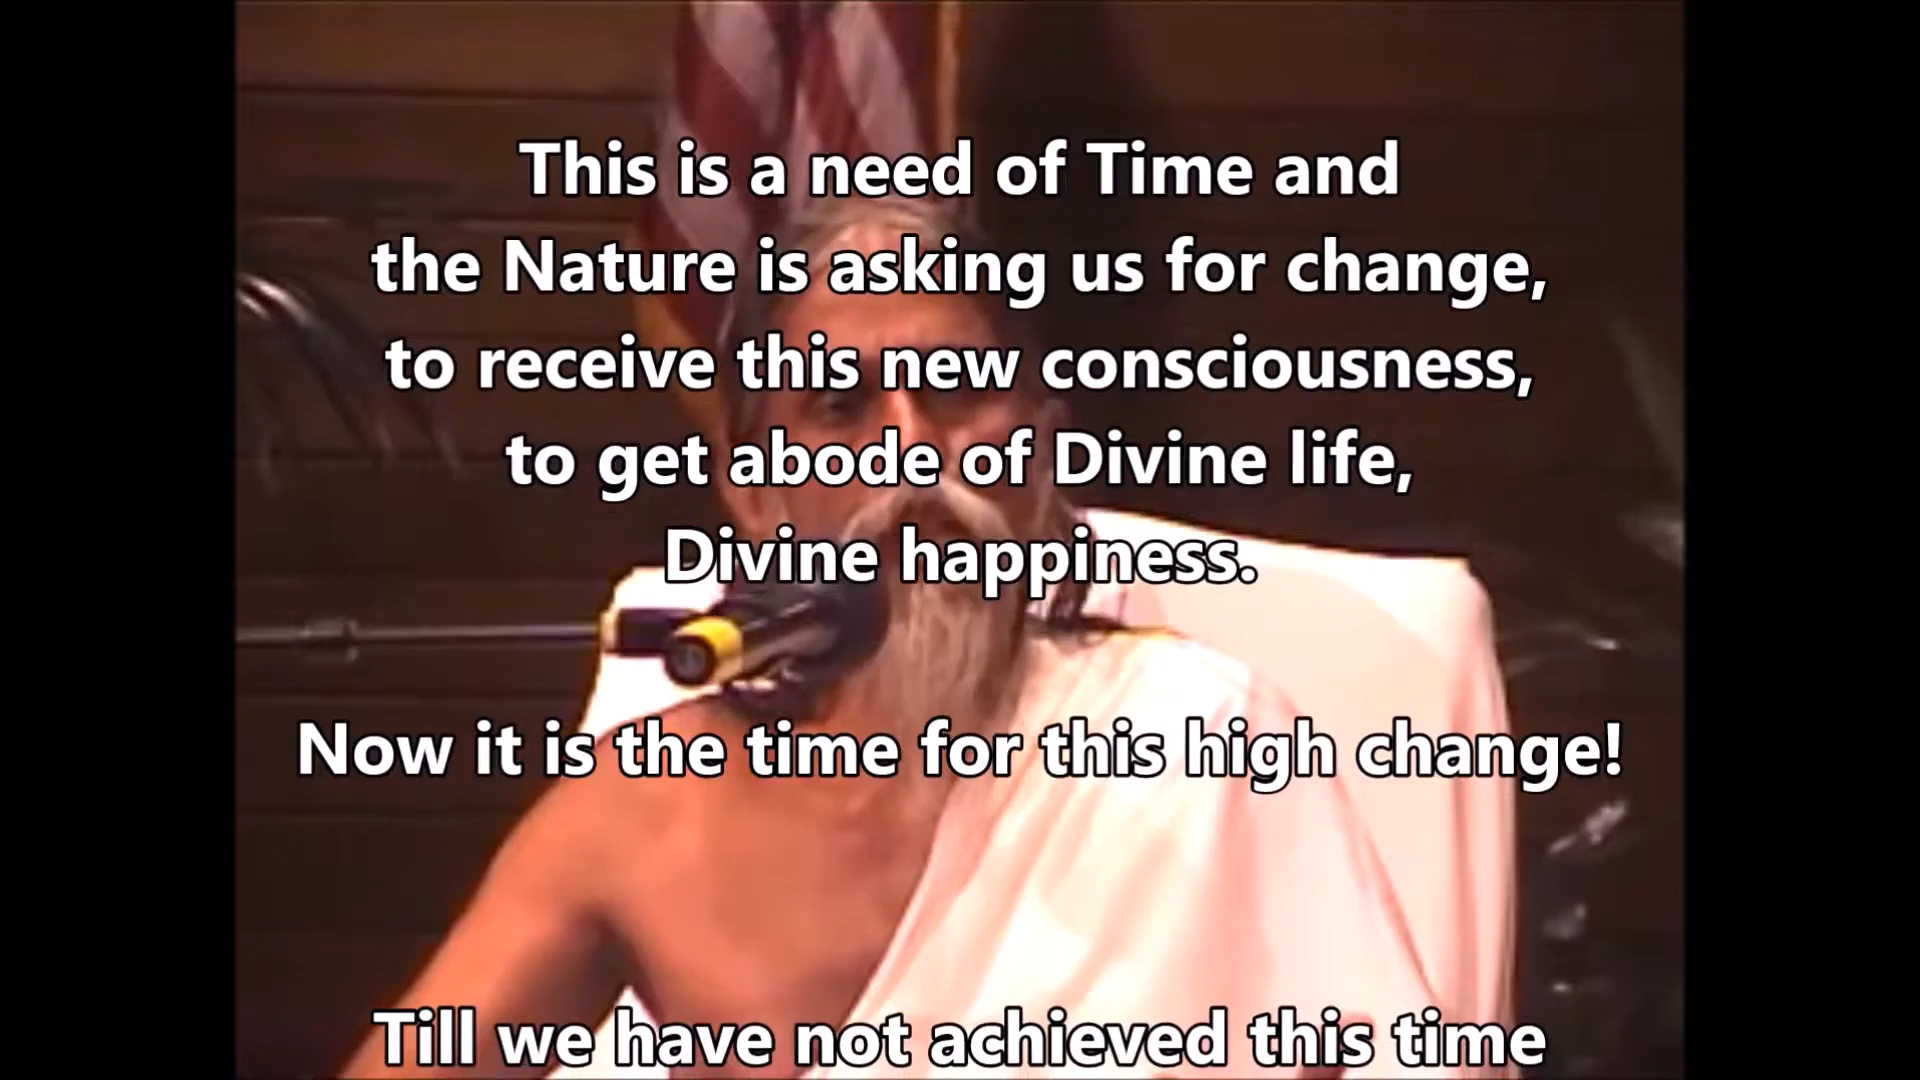 This is a need of Time and
the Nature is asking us for change,
to receive this new consciousness,
to get abode of Divine life,
Divine happiness.
Now it is the time for this high change!
Till we have not achieved this time